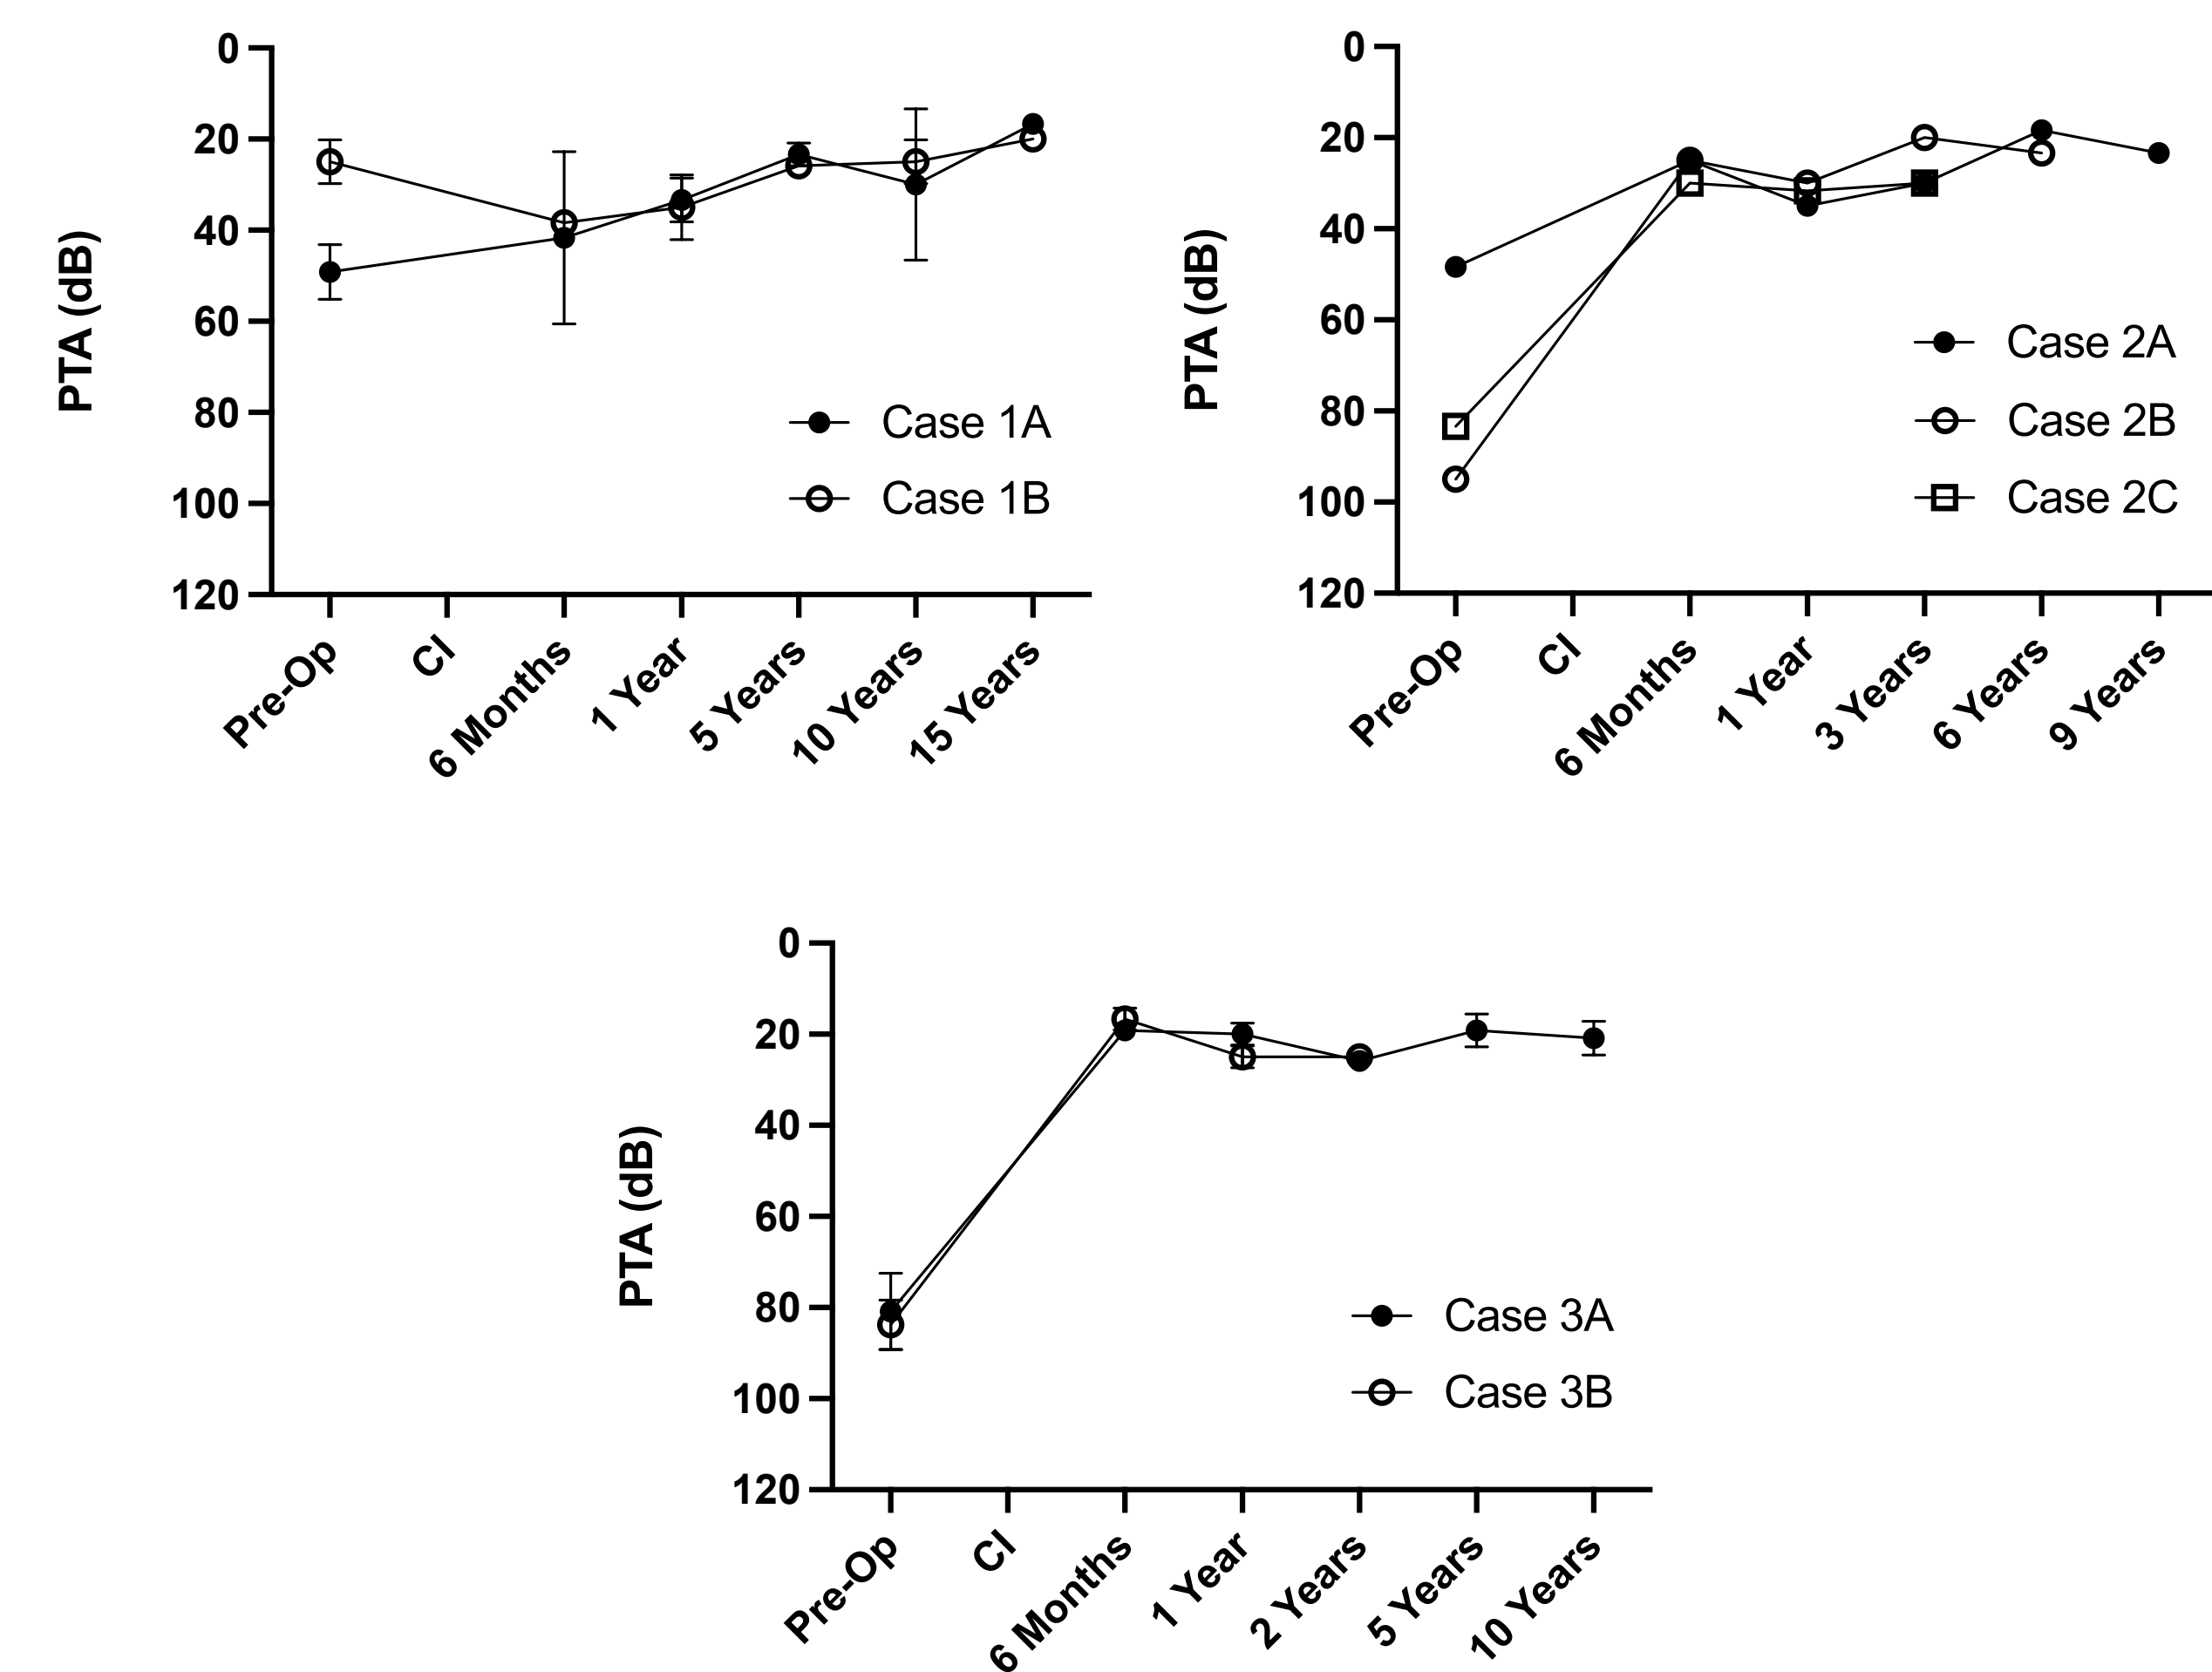 PTA (dB)
0
20
40
60
80
100
120
Case 1A
Case 1B
Pre-Op
CI
6 Months
1 Year
5 Years
10 Years
15 Years
PTA (dB)
0
20
40
60
80
100
120
Case 2A
Case 2B
Case 2C
Pre-Op
CI
6 Months
1 Year
3 Years
6 Years
9 Years
PTA (dB)
0
20
40
60
80
100
120
Case 3A
Case 3B
Pre-Op
CI
6 Months
1 Year
2 Years
5 Years
10 Years